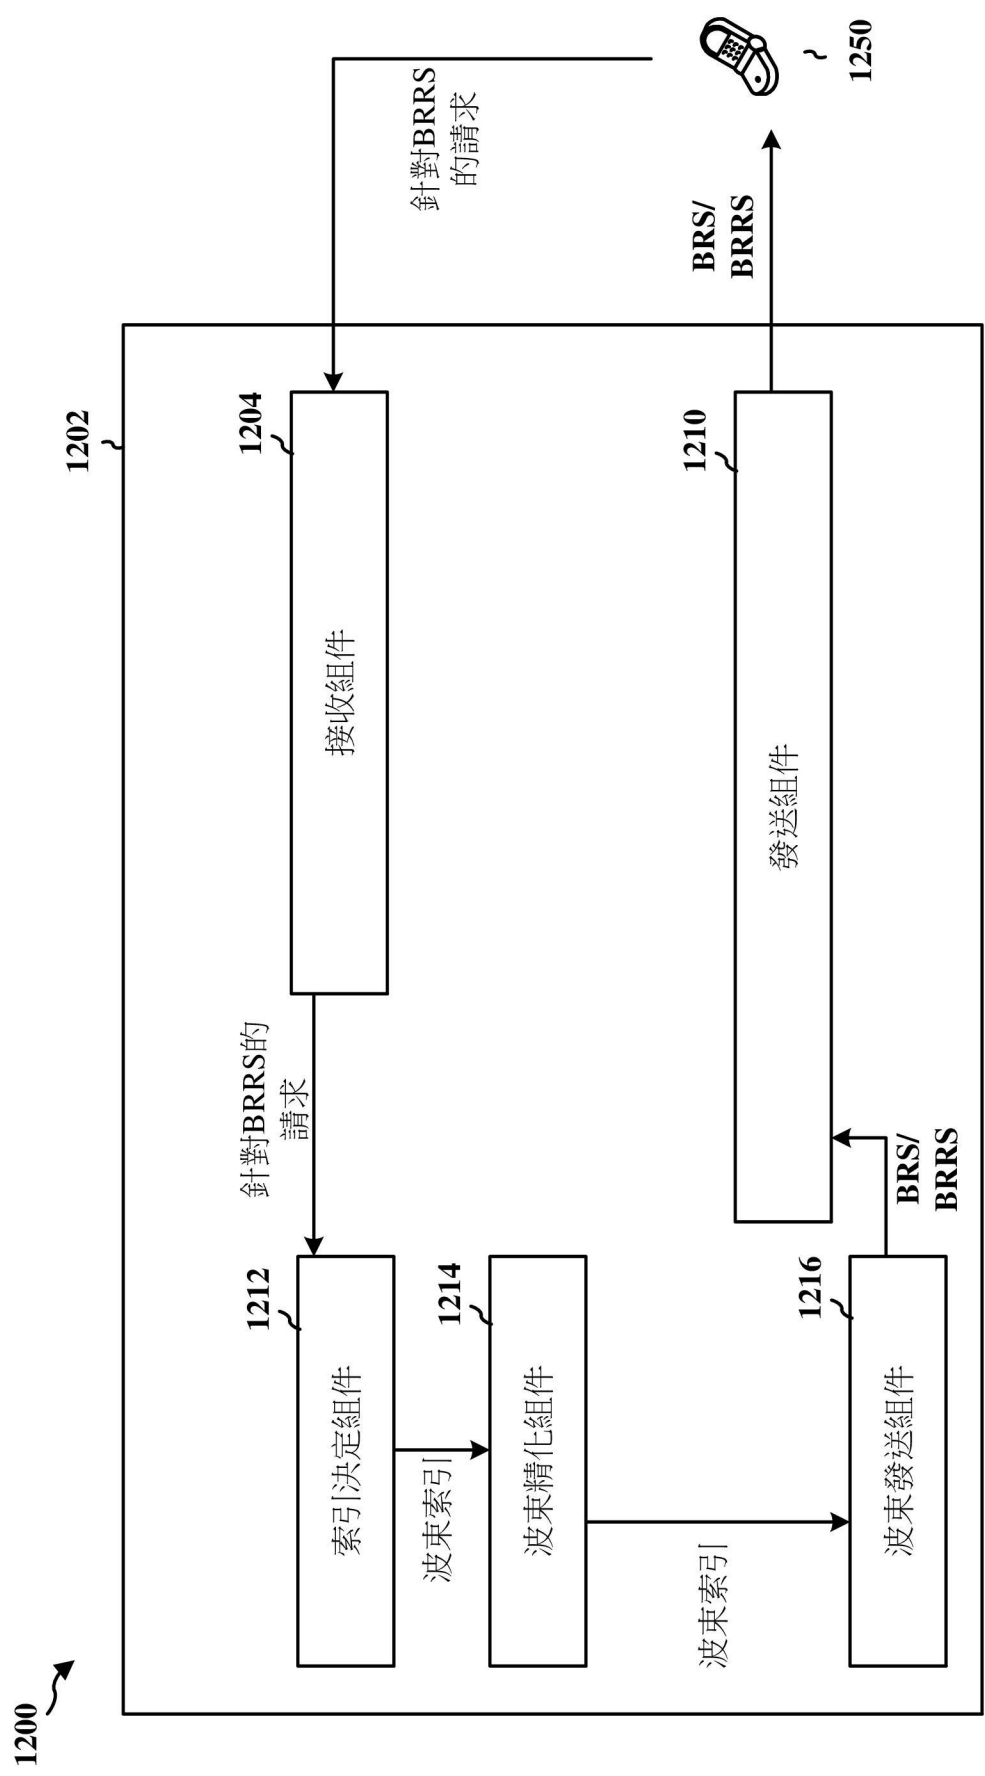 1200
1202
1204
接收組件
針對BRRS
的請求
1250
針對BRRS的
請求
1212
索引決定組件
波束索引
1214
波束精化組件
波束索引
1216
波束發送組件
BRS/
BRRS
1210
發送組件
BRS/
BRRS